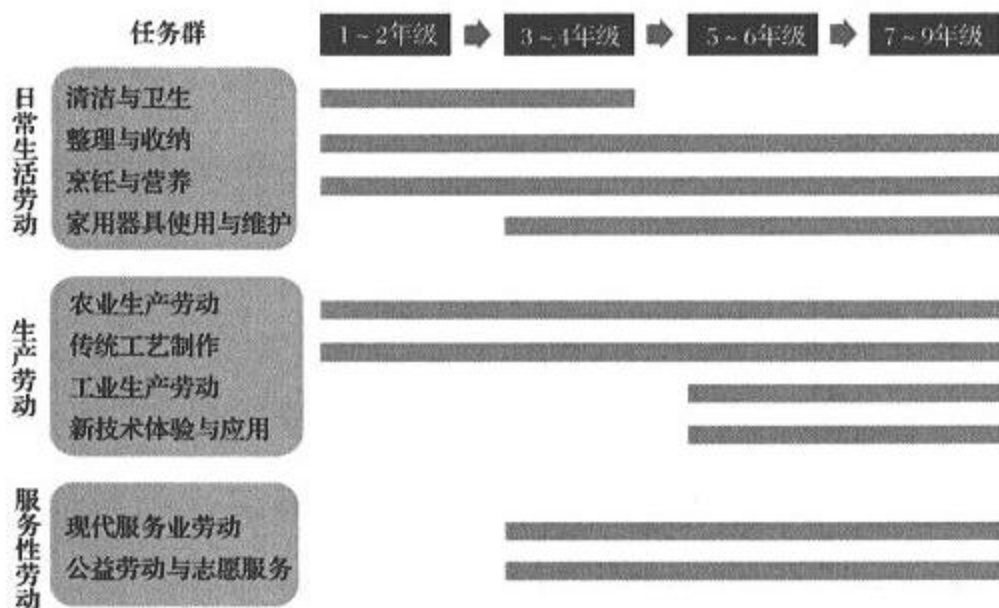 任务群
1～2年级
3～4年级
5～6年级
7～9年级
日常生活劳动
清洁与卫生
整理与收纳
烹饪与营养
家用器具使用与维护
生产劳动
农业生产劳动
传统工艺制作
工业生产劳动
新技术体验与应用
服务性劳动
现代服务业劳动
公益劳动与志愿服务